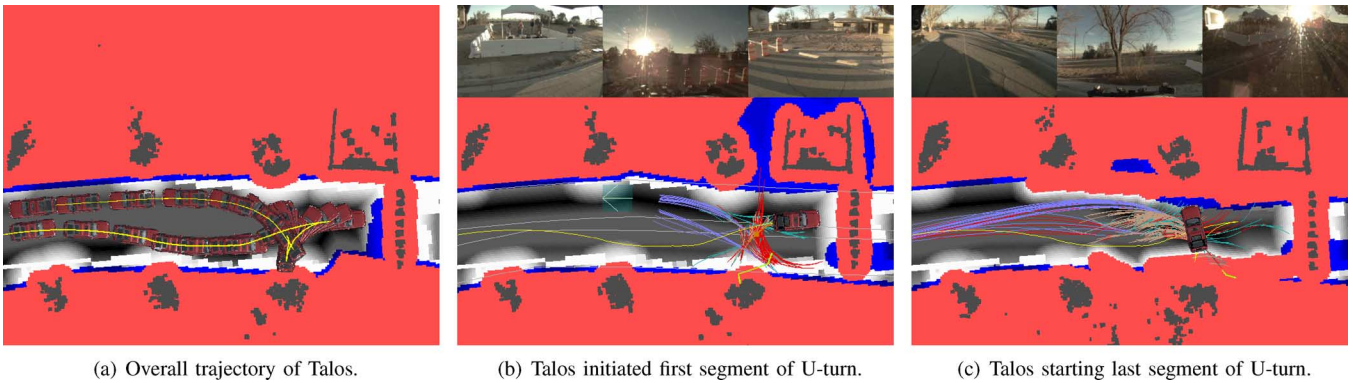 (a) Overall trajectory of Talos.
(b) Talos initiated first segment of U-turn.
(c) Talos starting last segment of U-turn.